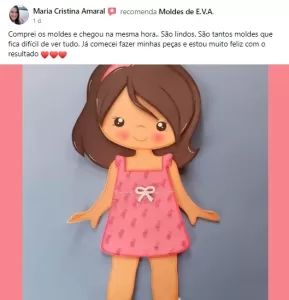 Maria Cristina Amaral recomenda Moldes de E.V.A.
1 d
Comprei os moldes e chegou na mesma hora. São lindos. São tantos moldes que
fica difícil de ver tudo. Já comecei fazer minhas peças e estou muito feliz com o
resultado ❤❤❤